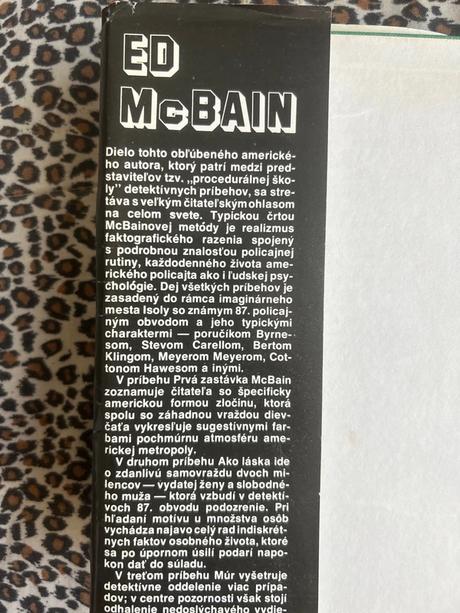 ED
McBAIN
Dielo tohto obľúbeného americké-
ho autora, ktorý patrí medzi pred-
staviteľov tzv. „procedurálnej ško-
ly" detektívnych príbehov, sa stre-
táva s veľkým čitateľským ohlasom
na celom svete. Typickou črtou
McBainovej metódy je realizmus
faktografického razenia spojený
s podrobnou znalosťou policajnej
rutiny, každodenného života ame-
rického policajta ako i ľudskej psy-
chológie. Dej všetkých príbehov je
zasadený do rámca imaginárneho
mesta Isoly so známym 87. policaj-
ným obvodom a jeho typickými
charaktermi — poručíkom Byrne-
som, Stevom Carellom, Bertom
Klingom, Meyerom Meyerom, Cot-
tonom Hawesom a inými.
V príbehu Prvá zastávka McBain
zoznamuje čitateľa so špecificky
americkou formou zločinu, ktorá
spolu so záhadnou vraždou diev-
čaťa vykresľuje sugestívnymi far-
bami pochmúrnu atmosféru ame-
rickej metropoly.
V druhom príbehu Ako láska ide
o zdanlivú samovraždu dvoch mi-
lencov — vydatej ženy a slobodné-
ho muža — ktorá vzbudí v detektí-
voch 87. obvodu podozrenie. Pri
hľadaní motívu u množstva osôb
vychádza najavo celý rad indiskrét-
nych faktov osobného života, ktoré
sa po úpornom úsilí podarí napo-
kon dať do súladu.
V treťom príbehu Múr vyšetruje
detektívne oddelenie viac prípa-
dov; v centre pozornosti však stojí
odhalenie nedoslýchavého vydie-